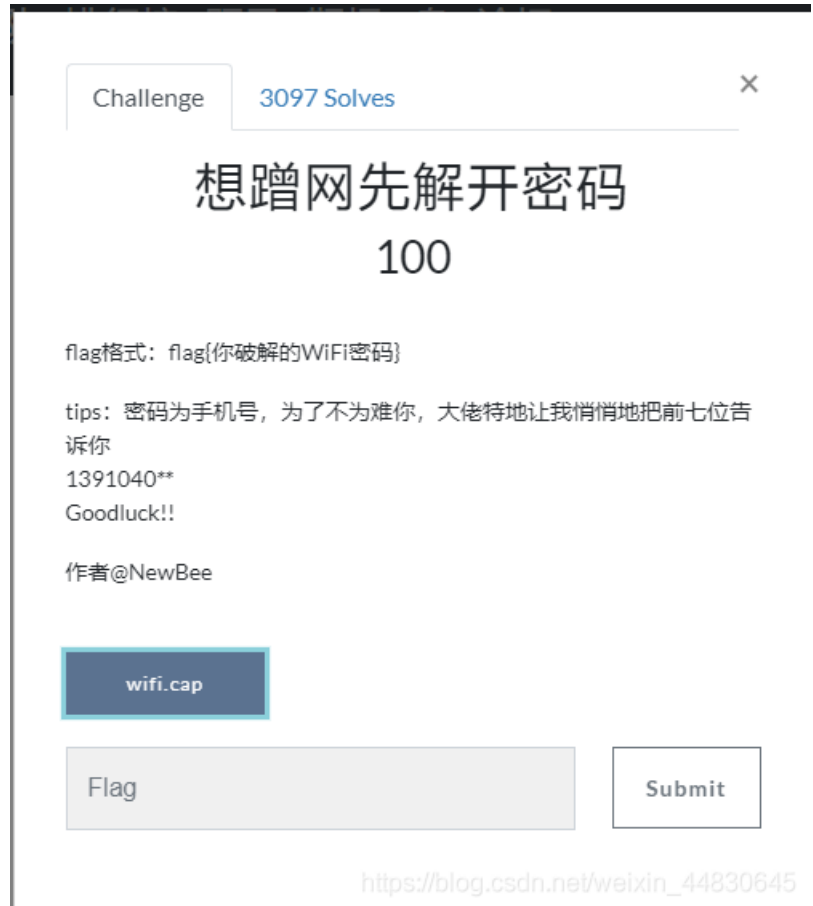 Challenge
3097 Solves
×
想蹭网先解开密码
100
flag格式：flag{你破解的WiFi密码}
tips：密码为手机号，为了不为难你，大佬特地让我悄悄地把前七位告
诉你
1391040**
Goodluck!!
作者@NewBee
wifi.cap
Flag
Submit
https://blog.csdn.net/weixin_44830645